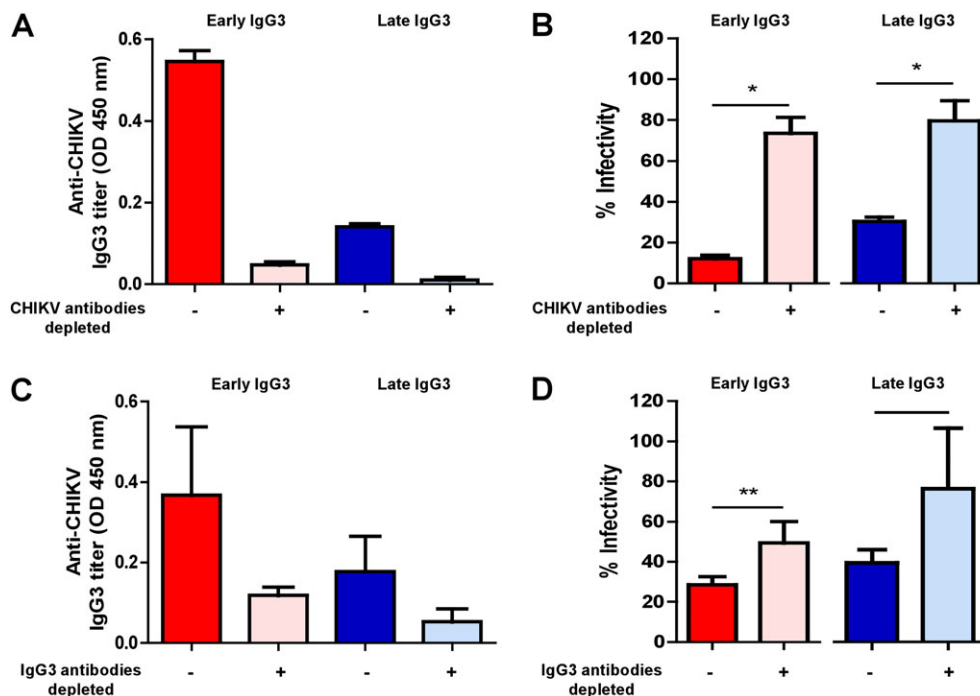 A
Early IgG3
Late IgG3
Anti-CHIKV
IgG3 titer (OD 450 nm)
0.6
0.4
0.2
0.0
CHIKV antibodies
depleted
- + - +
B
Early IgG3
Late IgG3
% Infectivity
120
100
80
60
40
20
0
*
*
CHIKV antibodies
depleted
- + - +
C
Early IgG3
Late IgG3
Anti-CHIKV
IgG3 titer (OD 450 nm)
0.6
0.4
0.2
0.0
IgG3 antibodies
depleted
- + - +
D
Early IgG3
Late IgG3
% Infectivity
120
100
80
60
40
20
0
**
IgG3 antibodies
depleted
- + - +